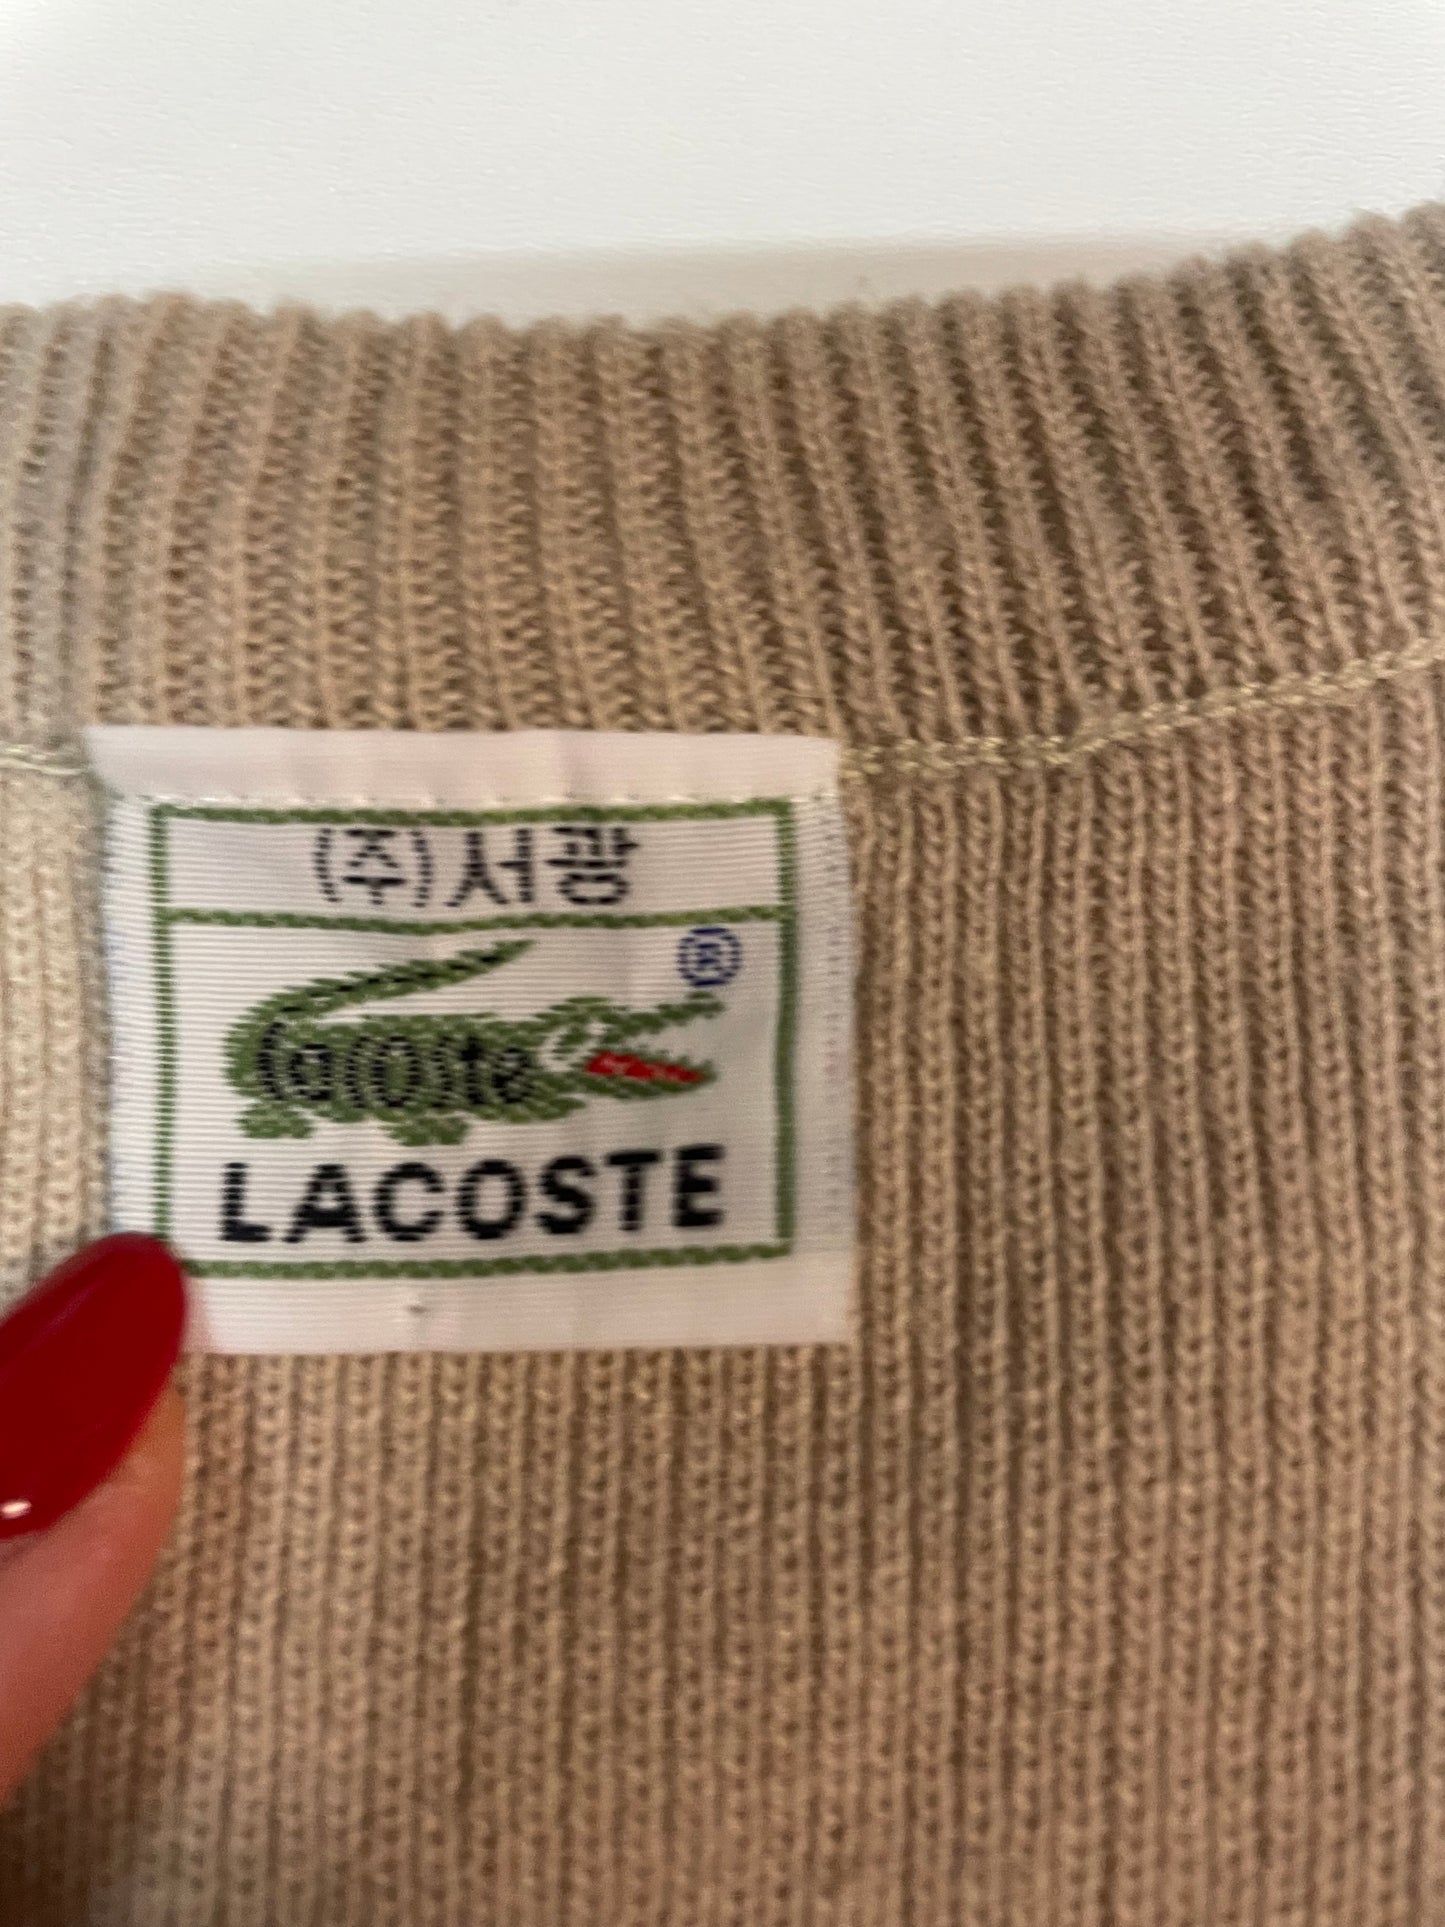 (주)서광
®
Lacoste
LACOSTE